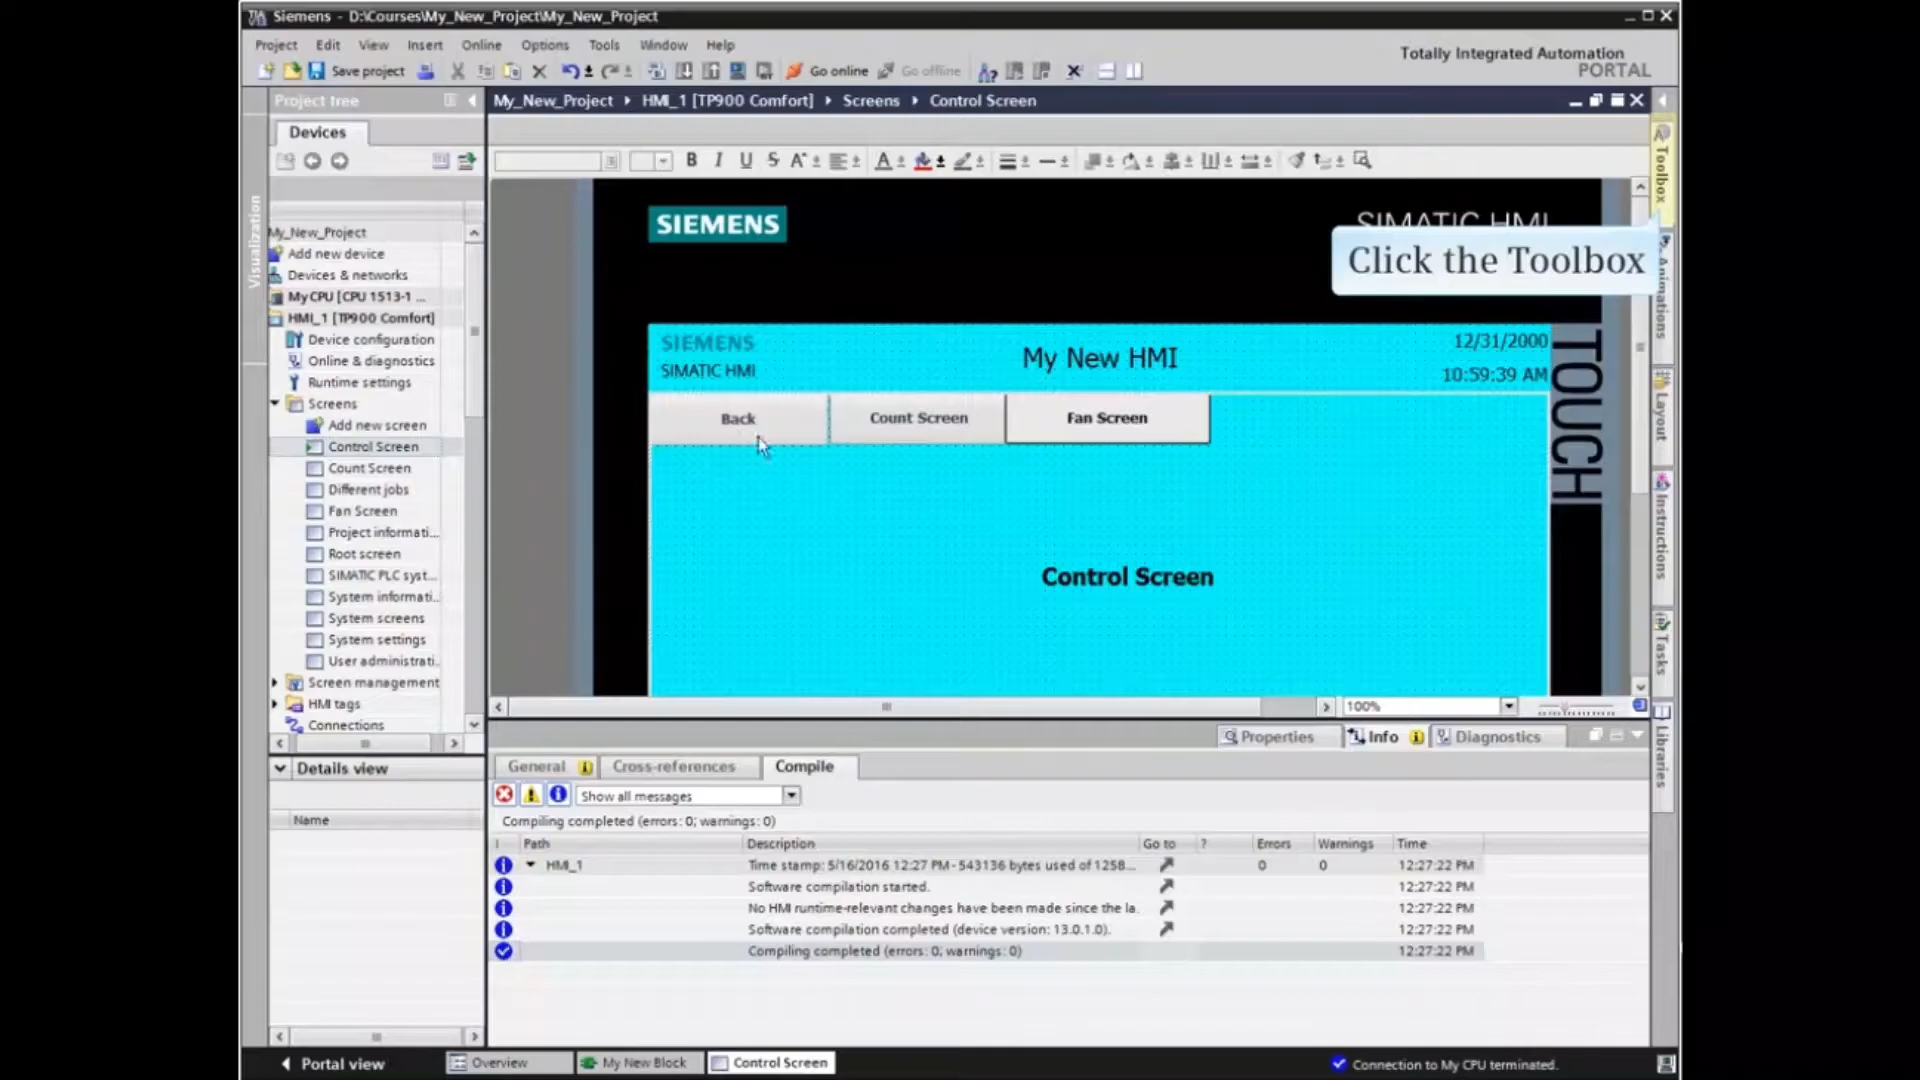 Siemens - D:\Courses\My_New_Project\My_New_Project
Project Edit View Insert Online Options Tools Window Help
Totally Integrated Automation
PORTAL
Save project Go online Go offline
Project tree
My_New_Project HMI_1 [TP900 Comfort] Screens Control Screen
Devices
B I U S A A
Visualization
My_New_Project
Add new device
Devices & networks
My CPU [CPU 1513-1 ...
HMI_1 [TP900 Comfort]
Device configuration
Online & diagnostics
Runtime settings
Screens
Add new screen
Control Screen
Count Screen
Different jobs
Fan Screen
Project informati...
Root screen
SIMATIC PLC syst...
System informati...
System screens
System settings
User administrati...
Screen management
HMI tags
Connections
Details view
Name
SIEMENS
SIMATIC HMI
Click the Toolbox
SIEMENS
SIMATIC HMI
My New HMI
12/31/2000
10:59:39 AM
TOUCH
Back
Count Screen
Fan Screen
Control Screen
100%
Toolbox
Animations
Layout
Instructions
Tasks
Libraries
Properties Info Diagnostics
General Cross-references Compile
Show all messages
Compiling completed (errors: 0; warnings: 0)
! Path Description Go to ? Errors Warnings Time
HMI_1 Time stamp: 5/16/2016 12:27 PM - 543136 bytes used of 1258... 0 0 12:27:22 PM
Software compilation started. 12:27:22 PM
No HMI runtime-relevant changes have been made since the la. 12:27:22 PM
Software compilation completed (device version: 13.0.1.0). 12:27:22 PM
Compiling completed (errors: 0; warnings: 0) 12:27:22 PM
Portal view Overview My New Block Control Screen Connection to My CPU terminated.